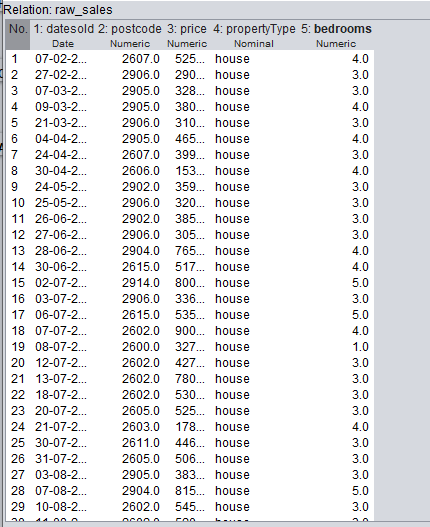 Relation: raw_sales
No. 1: datesold 2: postcode 3: price 4: propertyType 5: bedrooms
Date Numeric Numeric Nominal Numeric
1 07-02-2... 2607.0 525... house 4.0
2 27-02-2... 2906.0 290... house 3.0
3 07-03-2... 2905.0 328... house 3.0
4 09-03-2... 2905.0 380... house 4.0
5 21-03-2... 2906.0 310... house 3.0
6 04-04-2... 2905.0 465... house 4.0
7 24-04-2... 2607.0 399... house 3.0
8 30-04-2... 2606.0 153... house 4.0
9 24-05-2... 2902.0 359... house 3.0
10 25-05-2... 2906.0 320... house 3.0
11 26-06-2... 2902.0 385... house 3.0
12 27-06-2... 2906.0 305... house 3.0
13 28-06-2... 2904.0 765... house 4.0
14 30-06-2... 2615.0 517... house 4.0
15 02-07-2... 2914.0 800... house 5.0
16 03-07-2... 2906.0 336... house 3.0
17 06-07-2... 2615.0 535... house 5.0
18 07-07-2... 2602.0 900... house 4.0
19 08-07-2... 2600.0 327... house 1.0
20 12-07-2... 2602.0 427... house 3.0
21 13-07-2... 2602.0 780... house 3.0
22 18-07-2... 2602.0 530... house 3.0
23 20-07-2... 2605.0 525... house 3.0
24 21-07-2... 2603.0 178... house 4.0
25 30-07-2... 2611.0 446... house 3.0
26 31-07-2... 2605.0 506... house 3.0
27 03-08-2... 2905.0 383... house 3.0
28 07-08-2... 2904.0 815... house 5.0
29 10-08-2... 2602.0 545... house 3.0